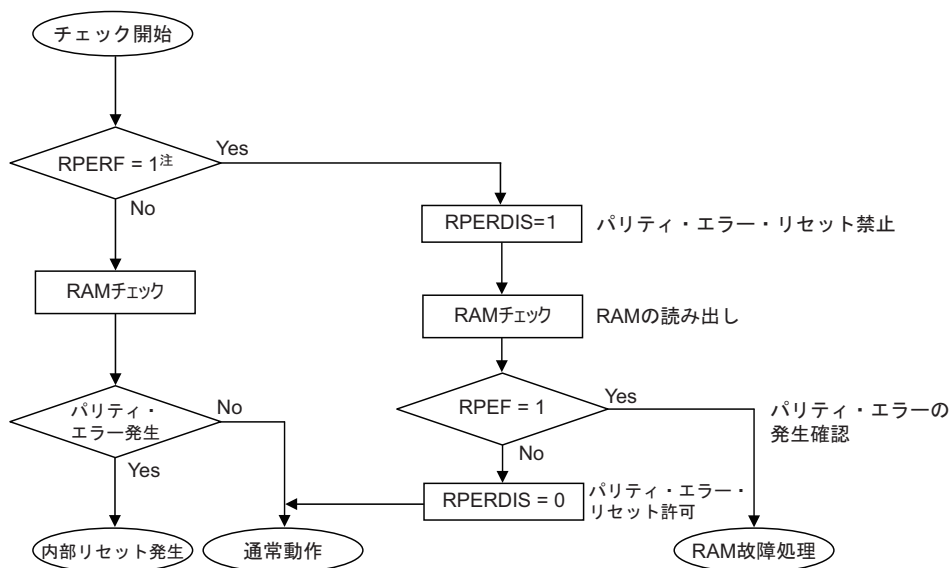 チェック開始
RPERF = 1注
Yes
No
RPERDIS=1
パリティ・エラー・リセット禁止
RAMチェック
RAMチェック
RAMの読み出し
パリティ・
エラー発生
No
Yes
RPEF = 1
Yes
No
パリティ・エラーの
発生確認
RPERDIS = 0
パリティ・エラー・
リセット許可
内部リセット発生
通常動作
RAM故障処理